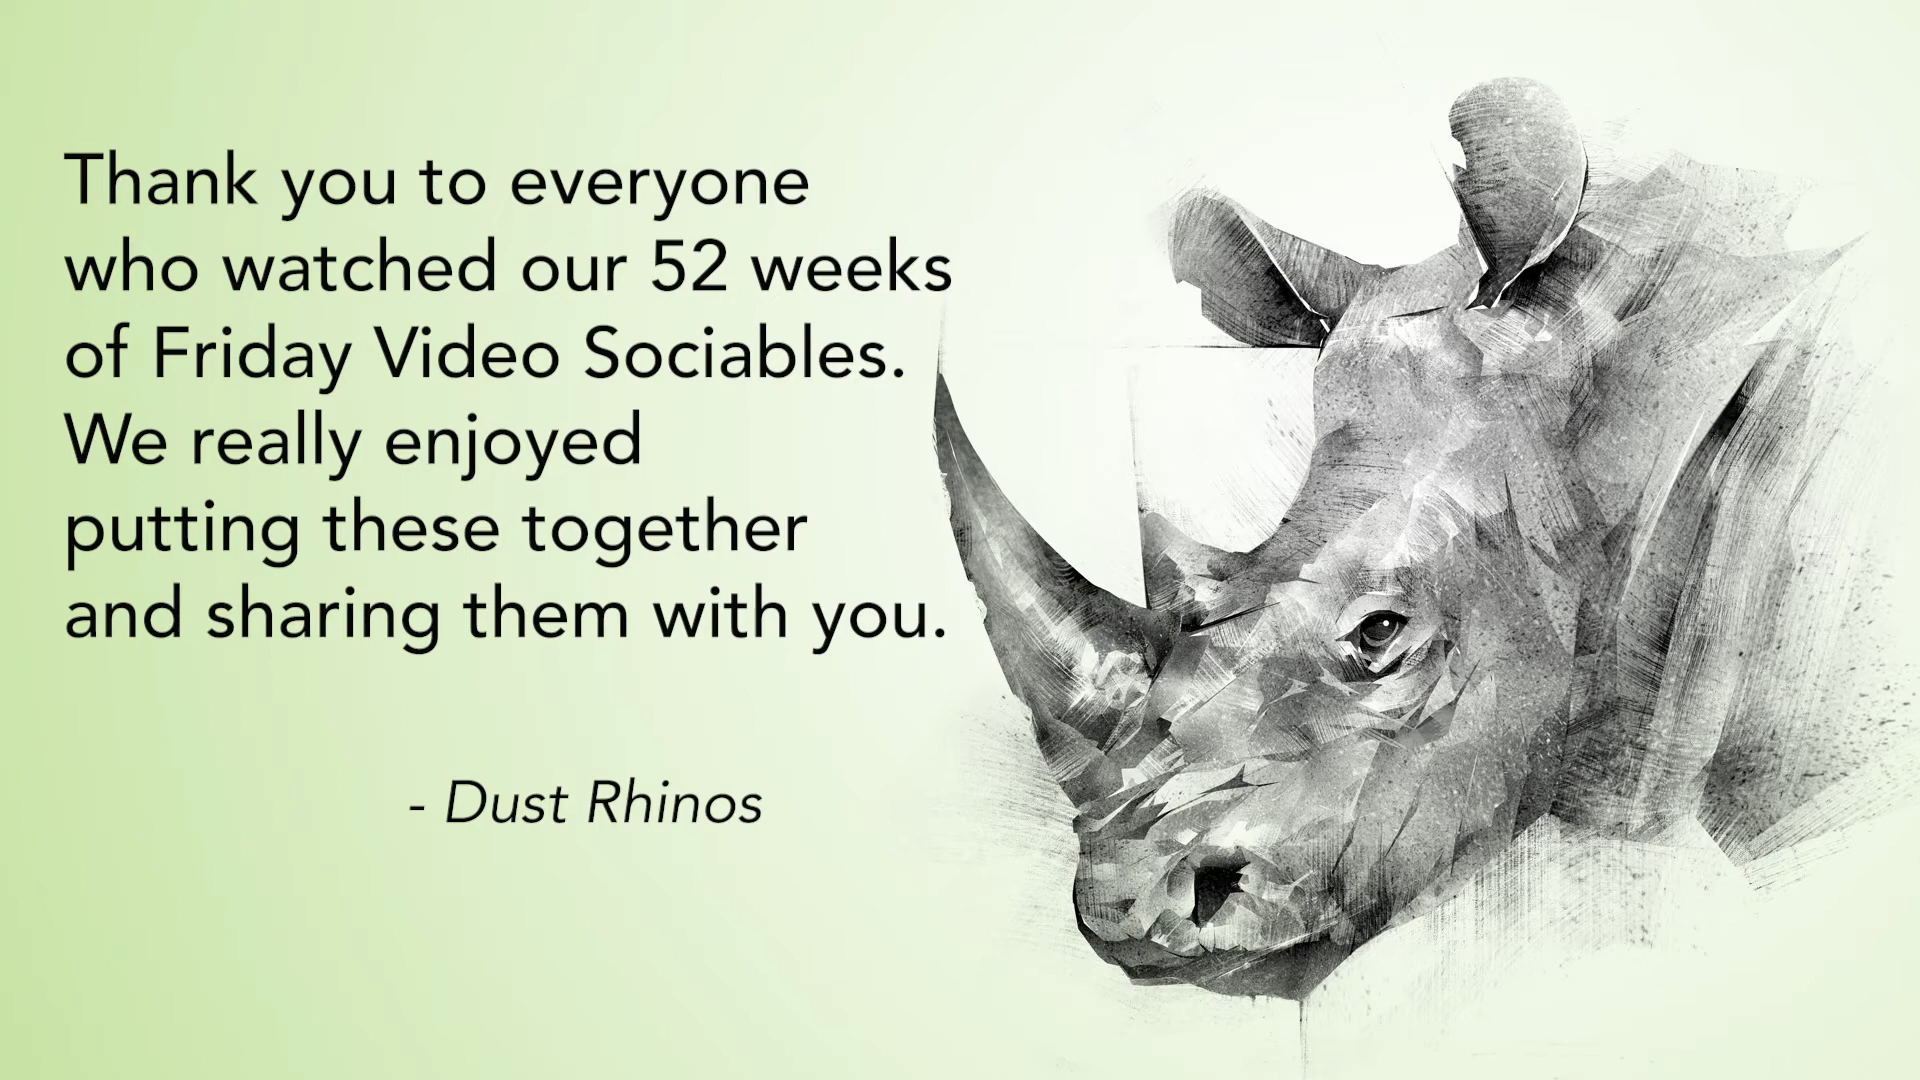 Thank you to everyone
who watched our 52 weeks
of Friday Video Sociables.
We really enjoyed
putting these together
and sharing them with you.
- Dust Rhinos